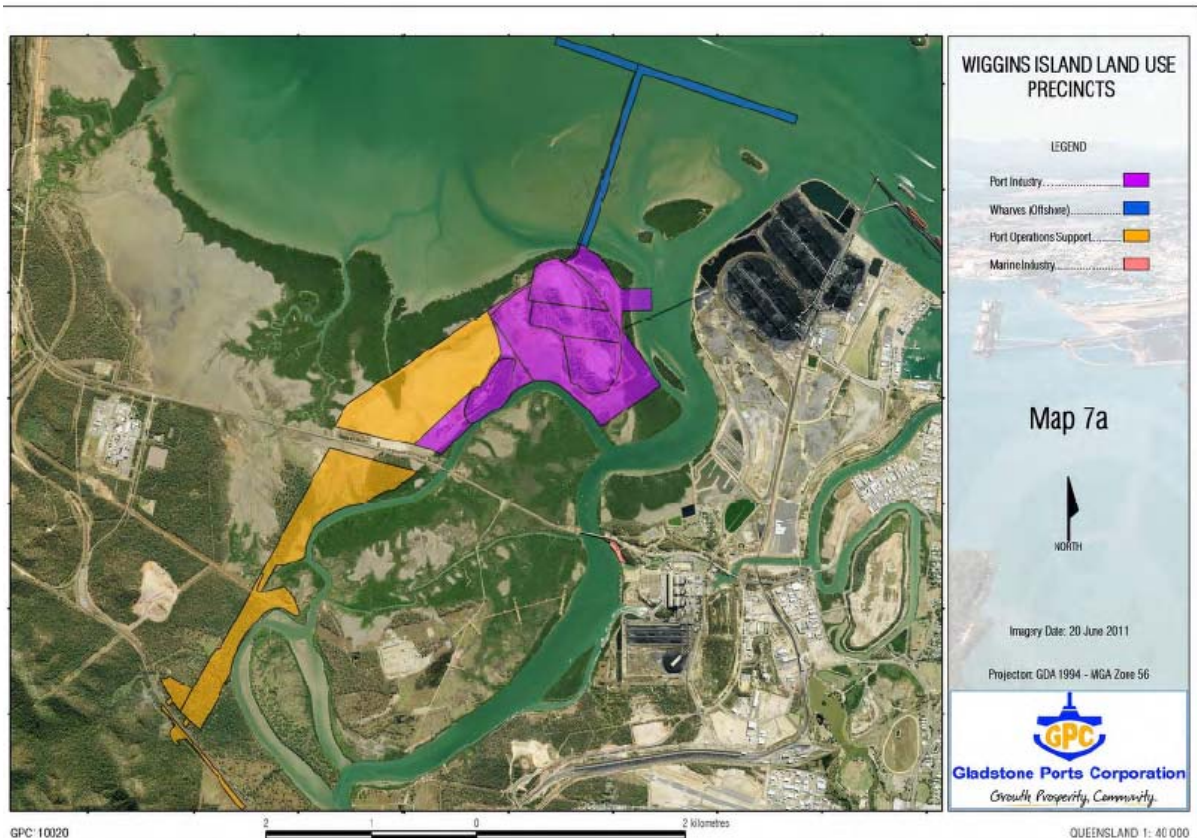 WIGGINS ISLAND LAND USE
PRECINCTS
LEGEND
Port Industry
Wharves (Offshore)
Port Operations Support
Marine Industry
Map 7a
NORTH
Imagery Date: 20 June 2011
Projection: GDA 1994 - MGA Zone 56
GPC
Gladstone Ports Corporation
Growth, Prosperity, Community.
GPC 10020
2 1 0 2 kilometres
QUEENSLAND 1: 40 000